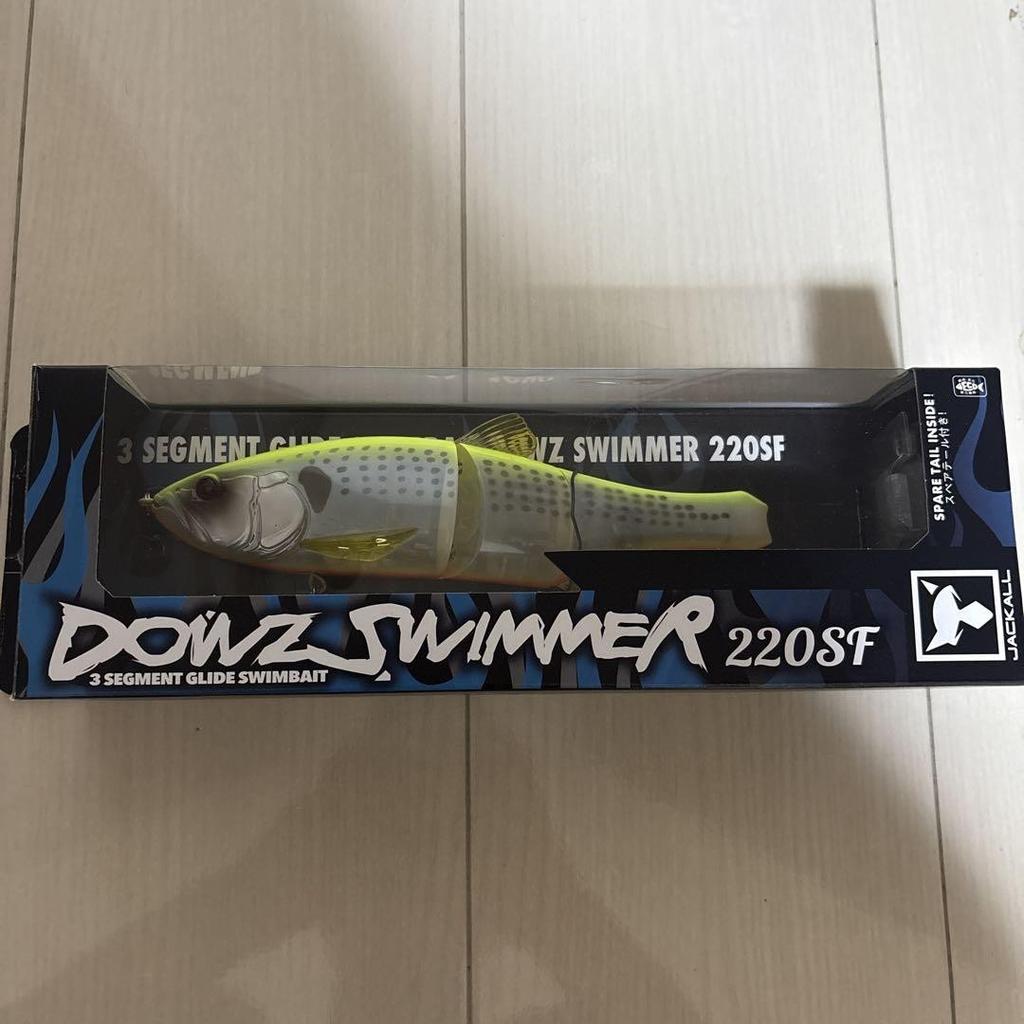 3 SEGMENT GLIDE
WZ SWIMMER 220SF
SPARE TAIL INSIDE!
スペアテール付き!
DOWZ SWIMMER 220SF
3 SEGMENT GLIDE SWIMBAIT
JACKALL